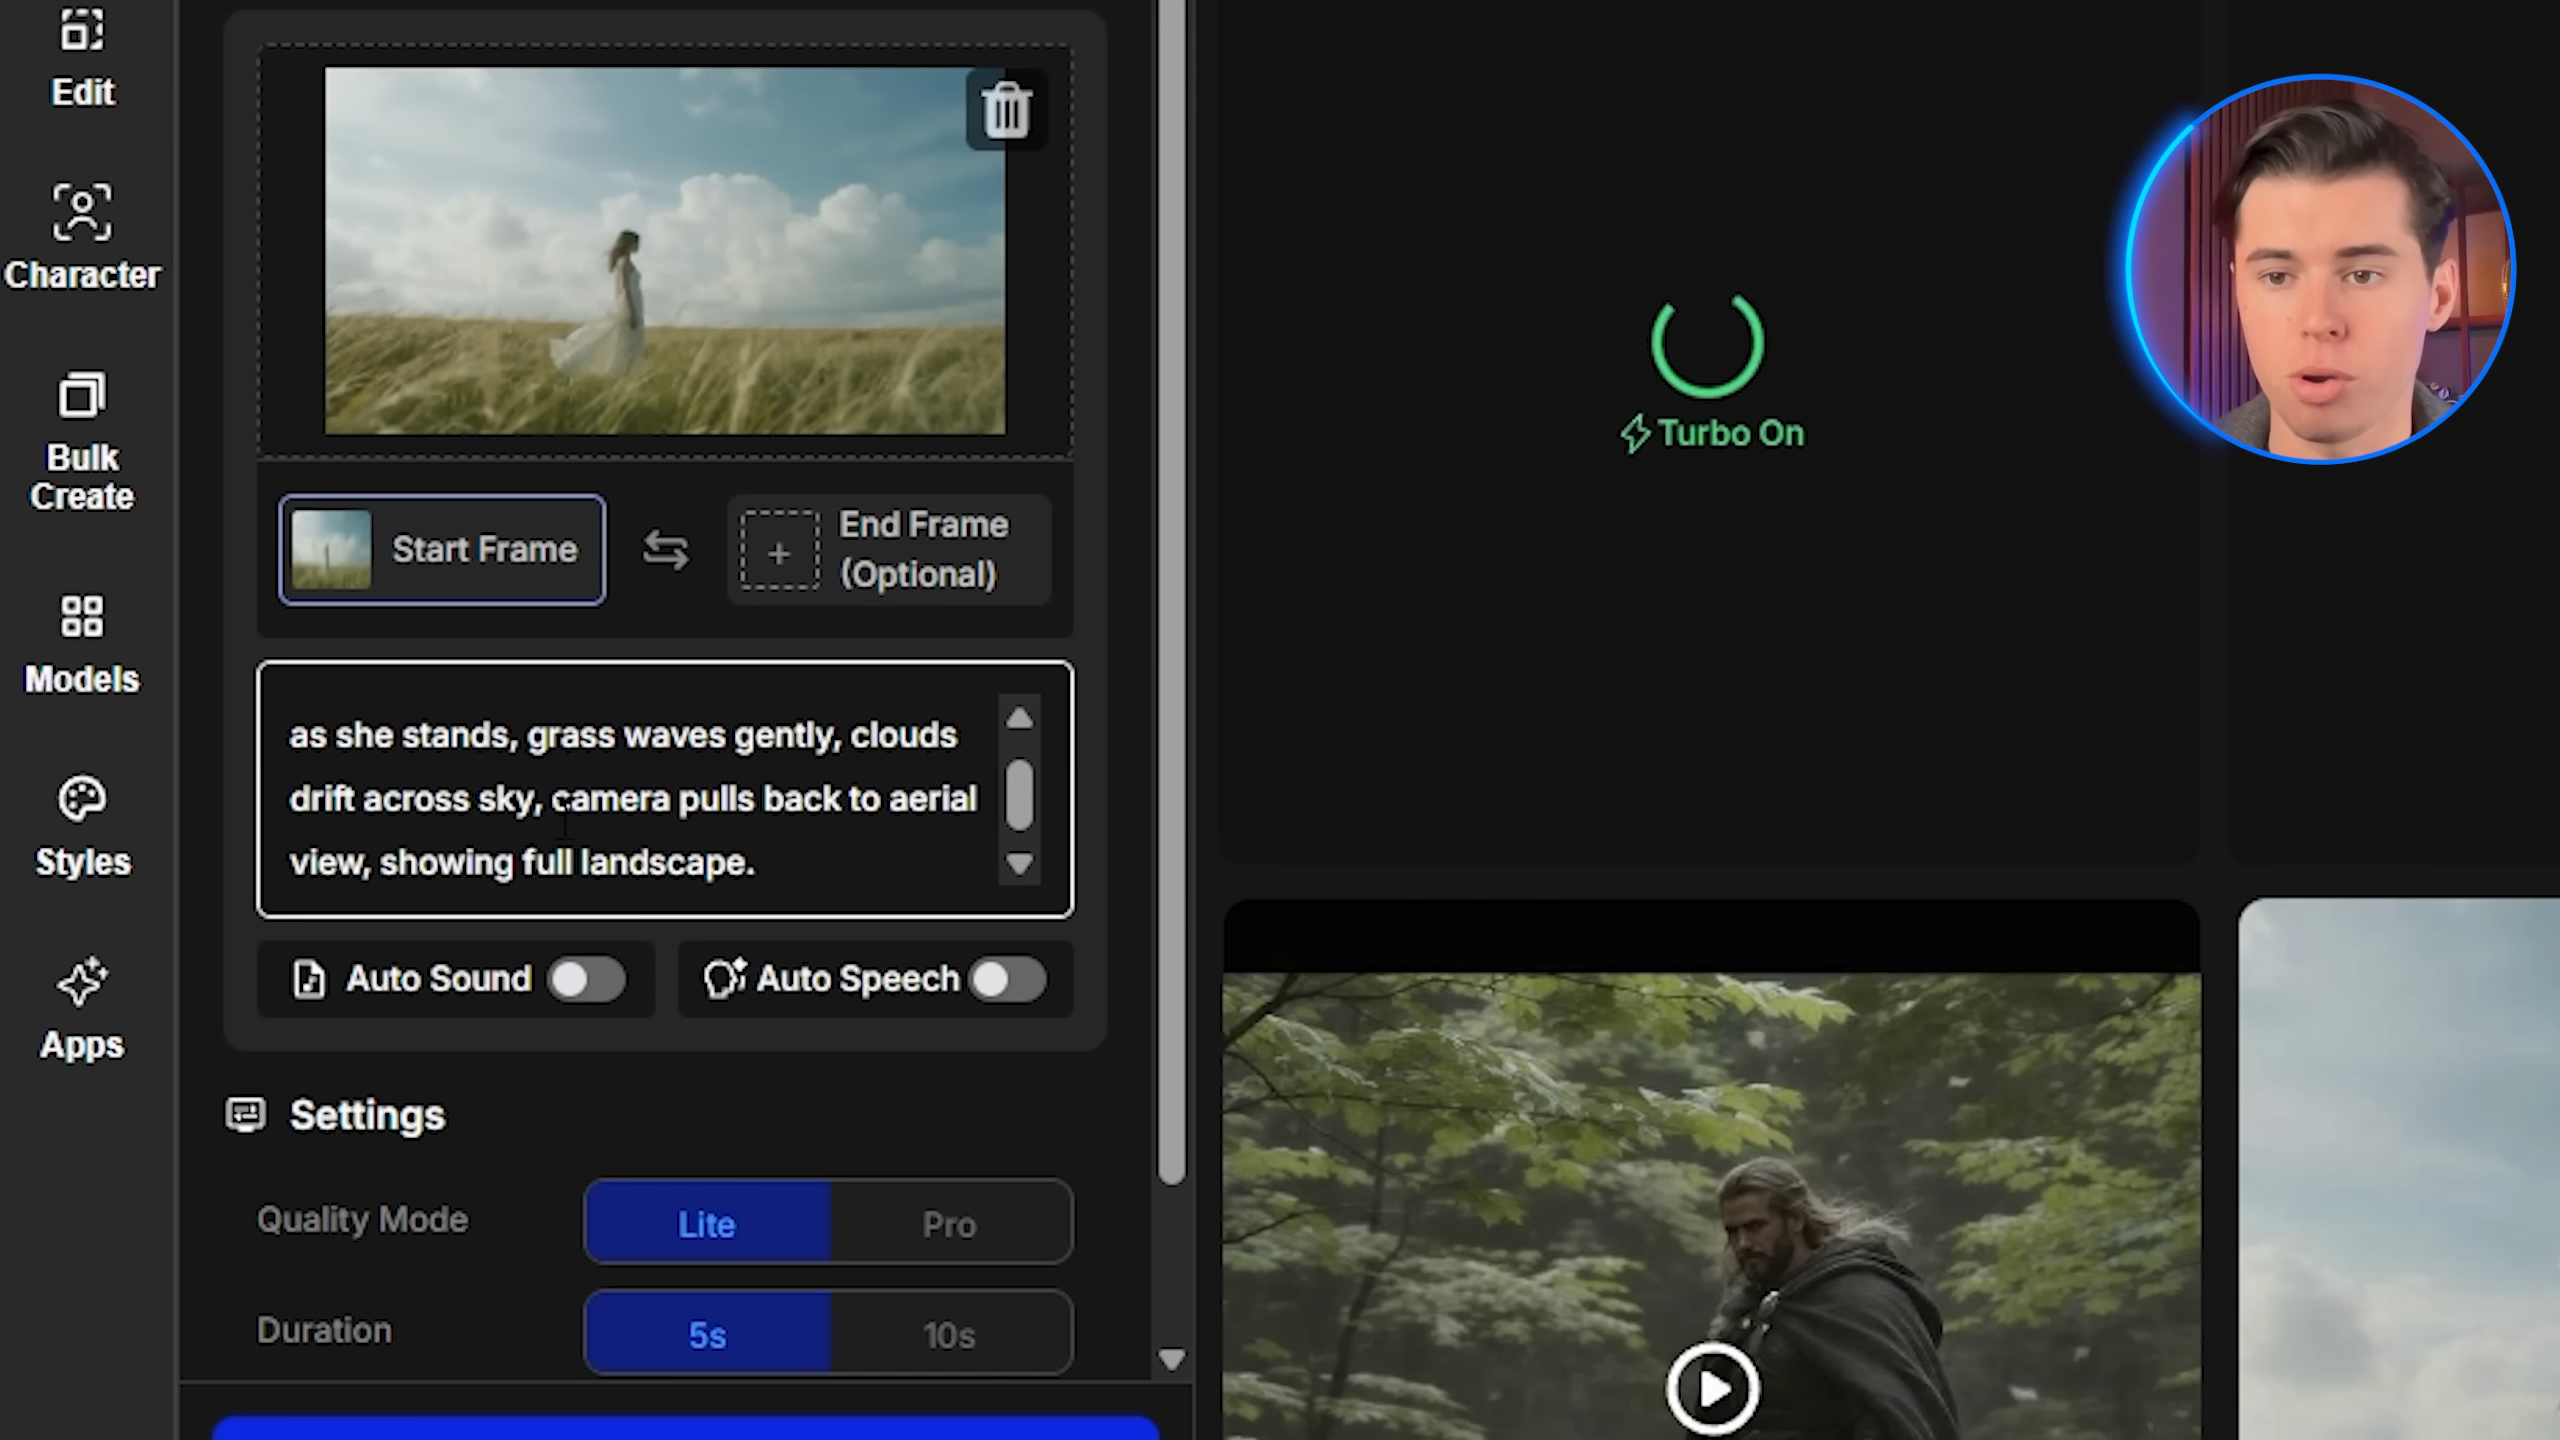 Edit
Character
Bulk
Create
Models
Styles
Apps
Start Frame
End Frame
(Optional)
as she stands, grass waves gently, clouds
drift across sky, camera pulls back to aerial
view, showing full landscape.
Auto Sound
Auto Speech
Settings
Quality Mode
Lite
Pro
Duration
5s
10s
Turbo On